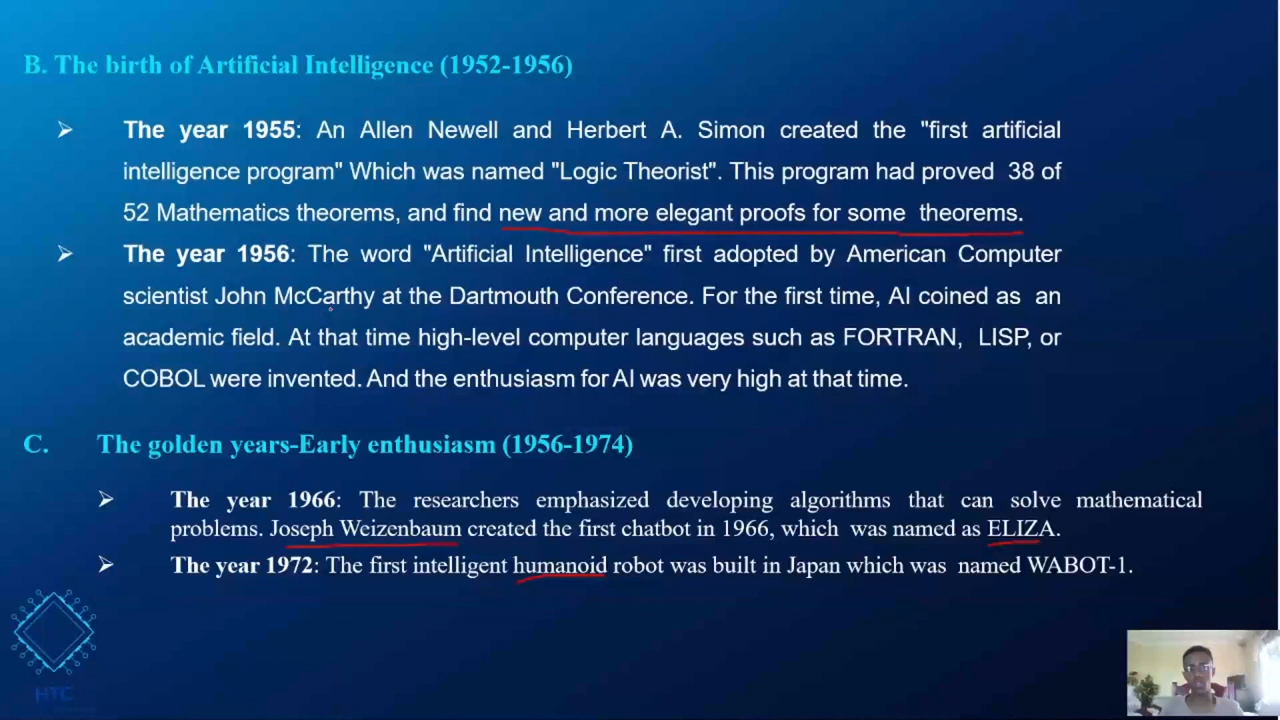 B. The birth of Artificial Intelligence (1952-1956)
➢ The year 1955: An Allen Newell and Herbert A. Simon created the "first artificial
intelligence program" Which was named "Logic Theorist". This program had proved 38 of
52 Mathematics theorems, and find new and more elegant proofs for some theorems.
➢ The year 1956: The word "Artificial Intelligence" first adopted by American Computer
scientist John McCarthy at the Dartmouth Conference. For the first time, AI coined as an
academic field. At that time high-level computer languages such as FORTRAN, LISP, or
COBOL were invented. And the enthusiasm for AI was very high at that time.
C. The golden years-Early enthusiasm (1956-1974)
➢ The year 1966: The researchers emphasized developing algorithms that can solve mathematical
problems. Joseph Weizenbaum created the first chatbot in 1966, which was named as ELIZA.
➢ The year 1972: The first intelligent humanoid robot was built in Japan which was named WABOT-1.
HTC